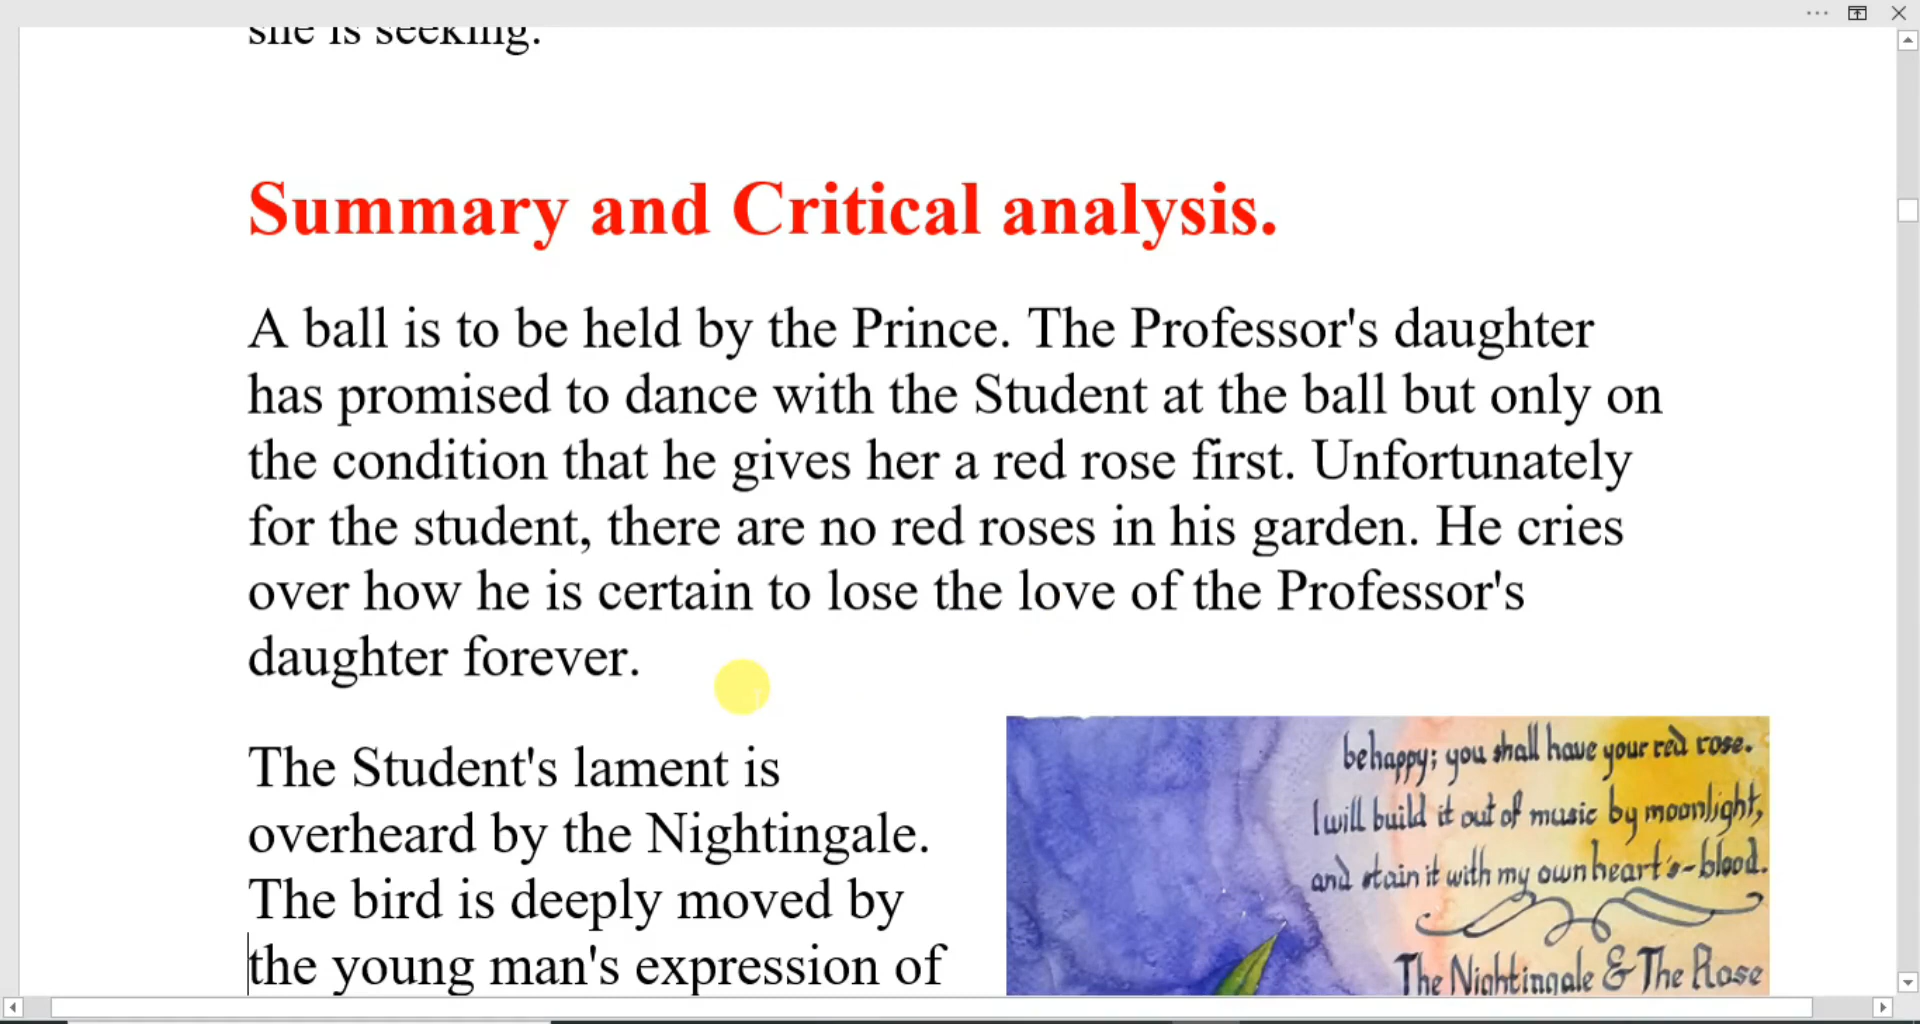 she is seeking.
Summary and Critical analysis.
A ball is to be held by the Prince. The Professor's daughter
has promised to dance with the Student at the ball but only on
the condition that he gives her a red rose first. Unfortunately
for the student, there are no red roses in his garden. He cries
over how he is certain to lose the love of the Professor's
daughter forever.
The Student's lament is
overheard by the Nightingale.
The bird is deeply moved by
the young man's expression of
be happy; you shall have your red rose.
I will build it out of music by moonlight,
and stain it with my own heart's-blood.
The Nightingale & The Rose